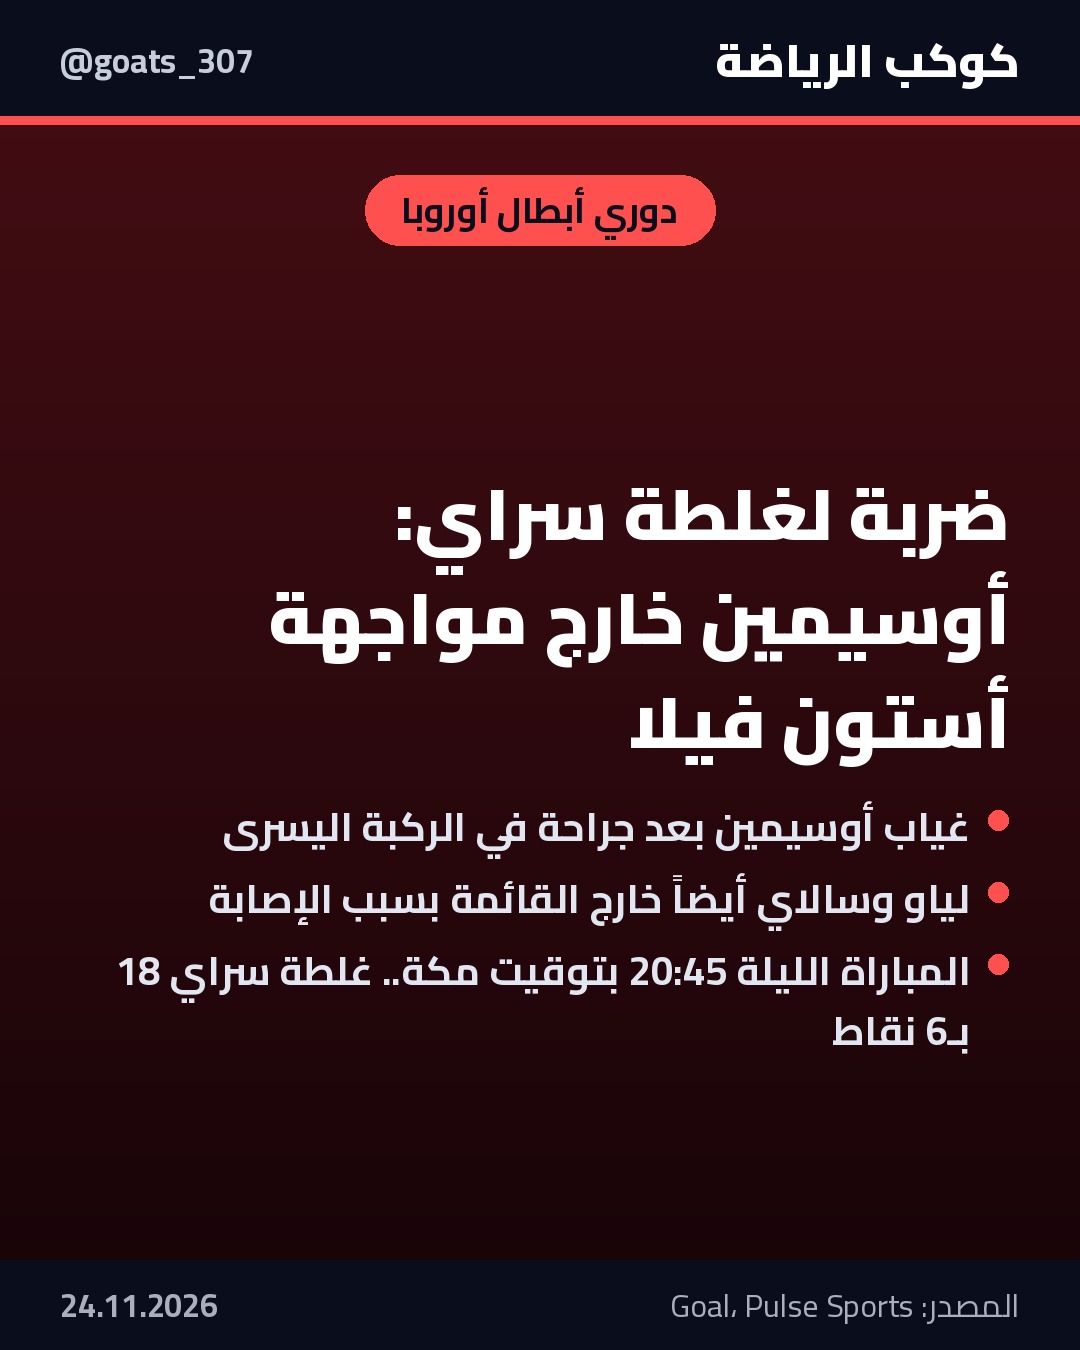 كوكب الرياضة
@goats_307
دوري أبطال أوروبا
ضربة لغلطة سراي:
أوسيمين خارج مواجهة
أستون فيلا
غياب أوسيمين بعد جراحة في الركبة اليسرى
لياو وسالاي أيضاً خارج القائمة بسبب الإصابة
المباراة الليلة 20:45 بتوقيت مكة.. غلطة سراي 18
بـ6 نقاط
المصدر: Goal، Pulse Sports
24.11.2026